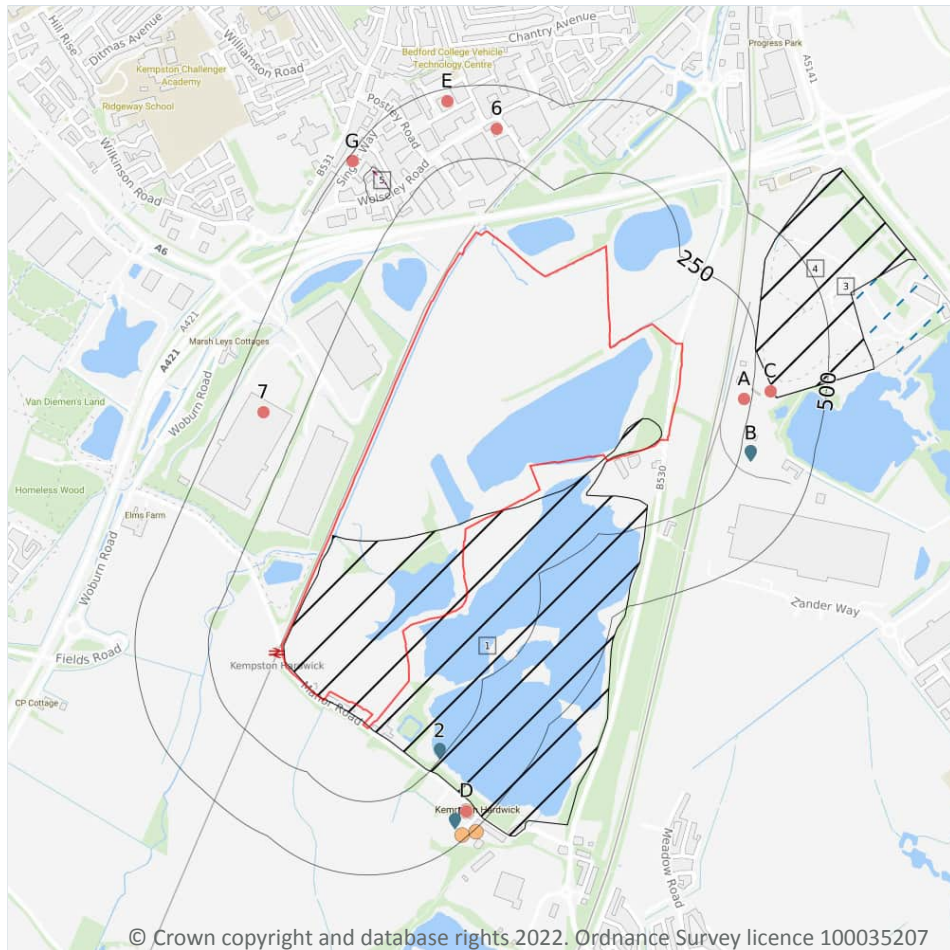 Hill Rise
Ditmas Avenue
Williamson Road
Chantry Avenue
Progress Park
A5141
Bedford College Vehicle
Technology Centre
Kempston Challenger
Academy
Ridgeway School
E
Postley Road
6
Wilkinson Road
G
B531
Singer Way
5
Wolseley Road
A6
250
4
3
A421
A421
Marsh Leys Cottages
Woburn Road
Van Diemen's Land
7
A
C
500
B
B530
Homeless Wood
Elms Farm
Woburn Road
Zander Way
1
Fields Road
Kempston Hardwick
Manor Road
CP Cottage
2
D
Kempston Hardwick
Meadow Road
© Crown copyright and database rights 2022. Ordnance Survey licence 100035207